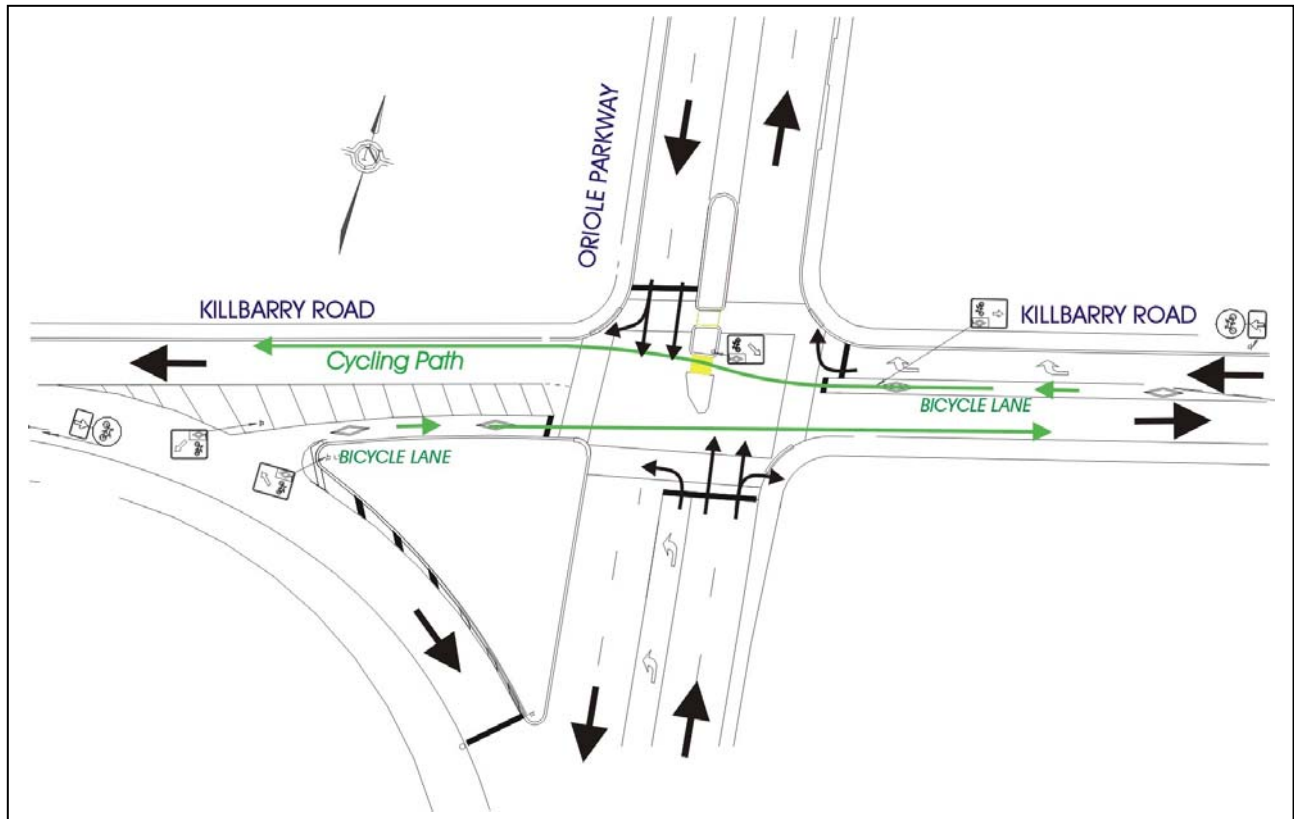 ORIOLE PARKWAY
KILLBARRY ROAD
KILLBARRY ROAD
Cycling Path
BICYCLE LANE
BICYCLE LANE